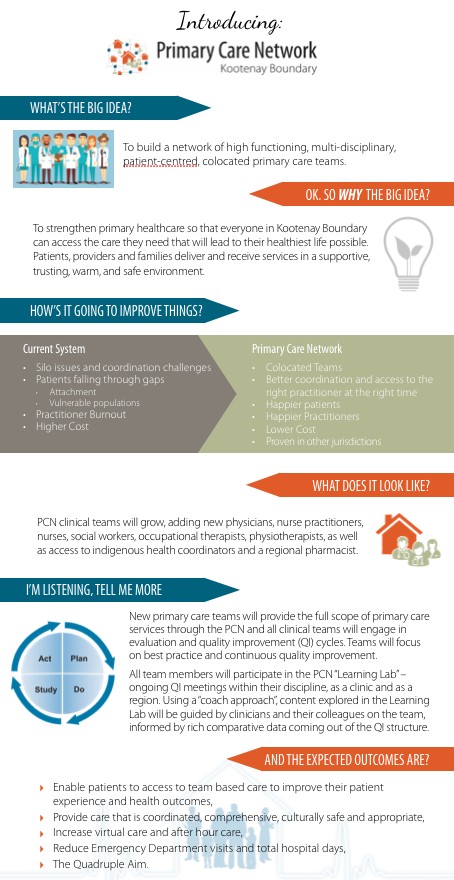 Introducing:
Primary Care Network
Kootenay Boundary
WHAT'S THE BIG IDEA?
To build a network of high functioning, multi-disciplinary,
patient-centred, colocated primary care teams.
OK. SO WHY THE BIG IDEA?
To strengthen primary healthcare so that everyone in Kootenay Boundary
can access the care they need that will lead to their healthiest life possible.
Patients, providers and families deliver and receive services in a supportive,
trusting, warm, and safe environment.
HOW'S IT GOING TO IMPROVE THINGS?
Current System
• Silo issues and coordination challenges
• Patients falling through gaps
• Attachment
• Vulnerable populations
• Practitioner Burnout
• Higher Cost
Primary Care Network
• Colocated Teams
• Better coordination and access to the
right practitioner at the right time
• Happier patients
• Happier Practitioners
• Lower Cost
• Proven in other jurisdictions
WHAT DOES IT LOOK LIKE?
PCN clinical teams will grow, adding new physicians, nurse practitioners,
nurses, social workers, occupational therapists, physiotherapists, as well
as access to indigenous health coordinators and a regional pharmacist.
I'M LISTENING, TELL ME MORE
Act
Plan
Study
Do
New primary care teams will provide the full scope of primary care
services through the PCN and all clinical teams will engage in
evaluation and quality improvement (QI) cycles. Teams will focus
on best practice and continuous quality improvement.
All team members will participate in the PCN "Learning Lab" –
ongoing QI meetings within their discipline, as a clinic and as a
region. Using a "coach approach", content explored in the Learning
Lab will be guided by clinicians and their colleagues on the team,
informed by rich comparative data coming out of the QI structure.
AND THE EXPECTED OUTCOMES ARE?
Enable patients to access to team based care to improve their patient
experience and health outcomes,
Provide care that is coordinated, comprehensive, culturally safe and appropriate,
Increase virtual care and after hour care,
Reduce Emergency Department visits and total hospital days,
The Quadruple Aim.